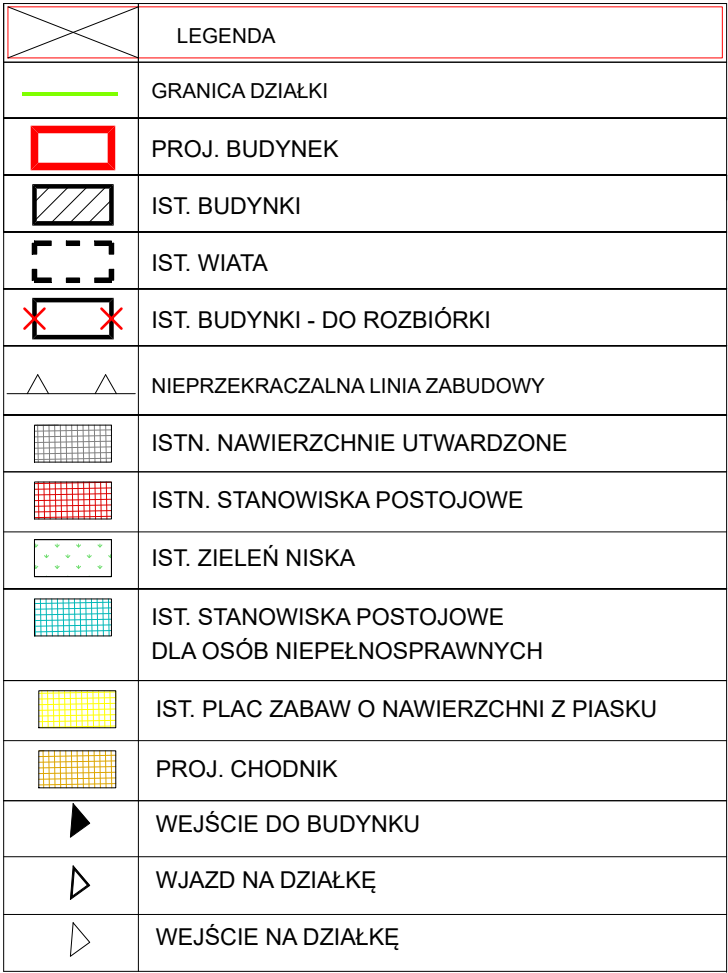 LEGENDA
GRANICA DZIAŁKI
PROJ. BUDYNEK
IST. BUDYNKI
IST. WIATA
IST. BUDYNKI - DO ROZBIÓRKI
NIEPRZEKRACZALNA LINIA ZABUDOWY
ISTN. NAWIERZCHNIE UTWARDZONE
ISTN. STANOWISKA POSTOJOWE
IST. ZIELEŃ NISKA
IST. STANOWISKA POSTOJOWE
DLA OSÓB NIEPEŁNOSPRAWNYCH
IST. PLAC ZABAW O NAWIERZCHNI Z PIASKU
PROJ. CHODNIK
WEJŚCIE DO BUDYNKU
WJAZD NA DZIAŁKĘ
WEJŚCIE NA DZIAŁKĘ